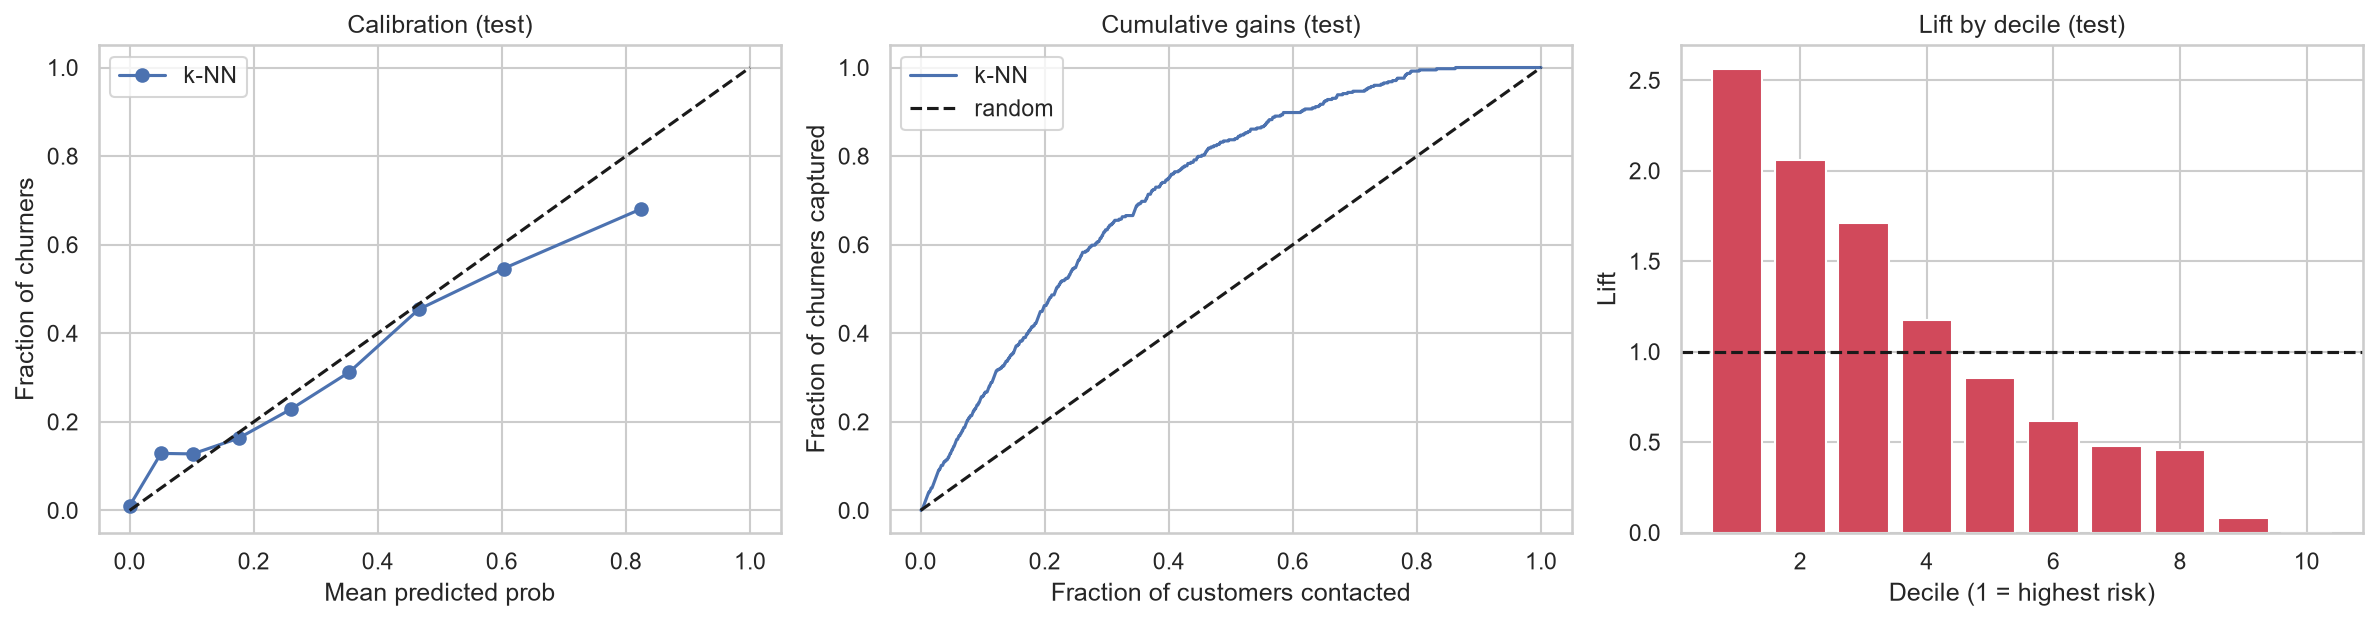 Calibration (test)
k-NN
1.0
0.8
0.6
0.4
0.2
0.0
Fraction of churners
0.0 0.2 0.4 0.6 0.8 1.0
Mean predicted prob
Cumulative gains (test)
k-NN
random
1.0
0.8
0.6
0.4
0.2
0.0
Fraction of churners captured
0.0 0.2 0.4 0.6 0.8 1.0
Fraction of customers contacted
Lift by decile (test)
2.5
2.0
1.5
1.0
0.5
0.0
Lift
2 4 6 8 10
Decile (1 = highest risk)